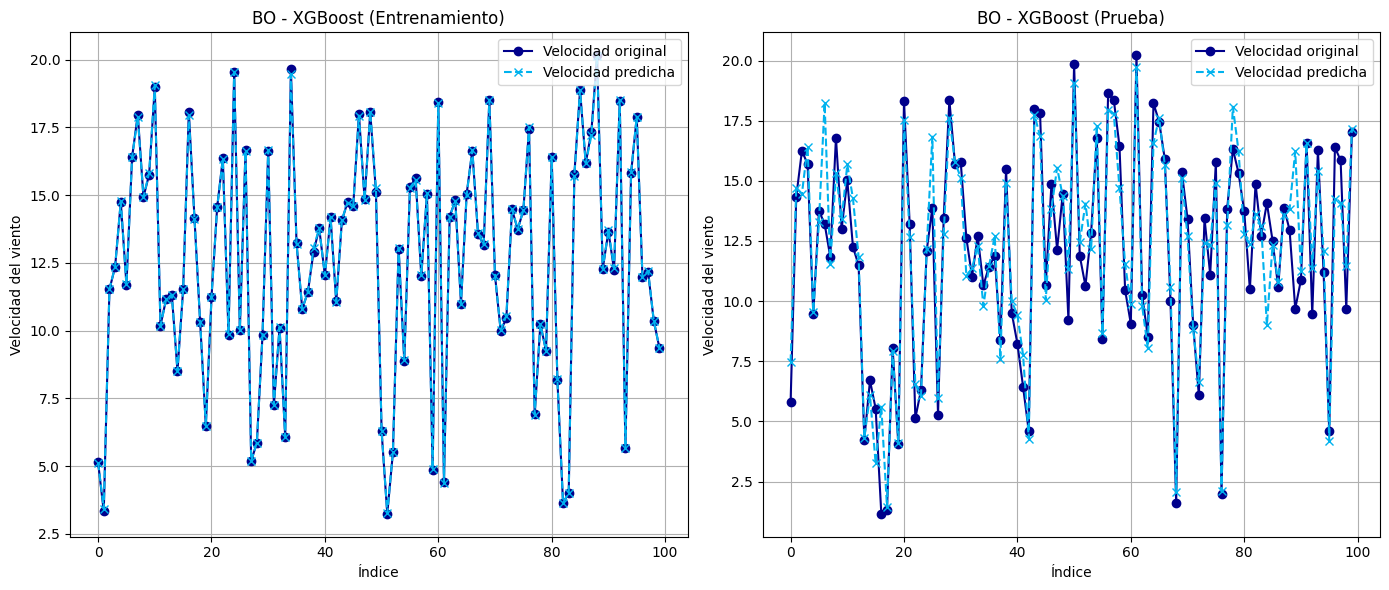 BO - XGBoost (Entrenamiento)
Velocidad original
Velocidad predicha
20.0
17.5
15.0
12.5
10.0
7.5
5.0
2.5
Velocidad del viento
0
20
40
60
80
100
Índice
BO - XGBoost (Prueba)
Velocidad original
Velocidad predicha
20.0
17.5
15.0
12.5
10.0
7.5
5.0
2.5
Velocidad del viento
0
20
40
60
80
100
Índice